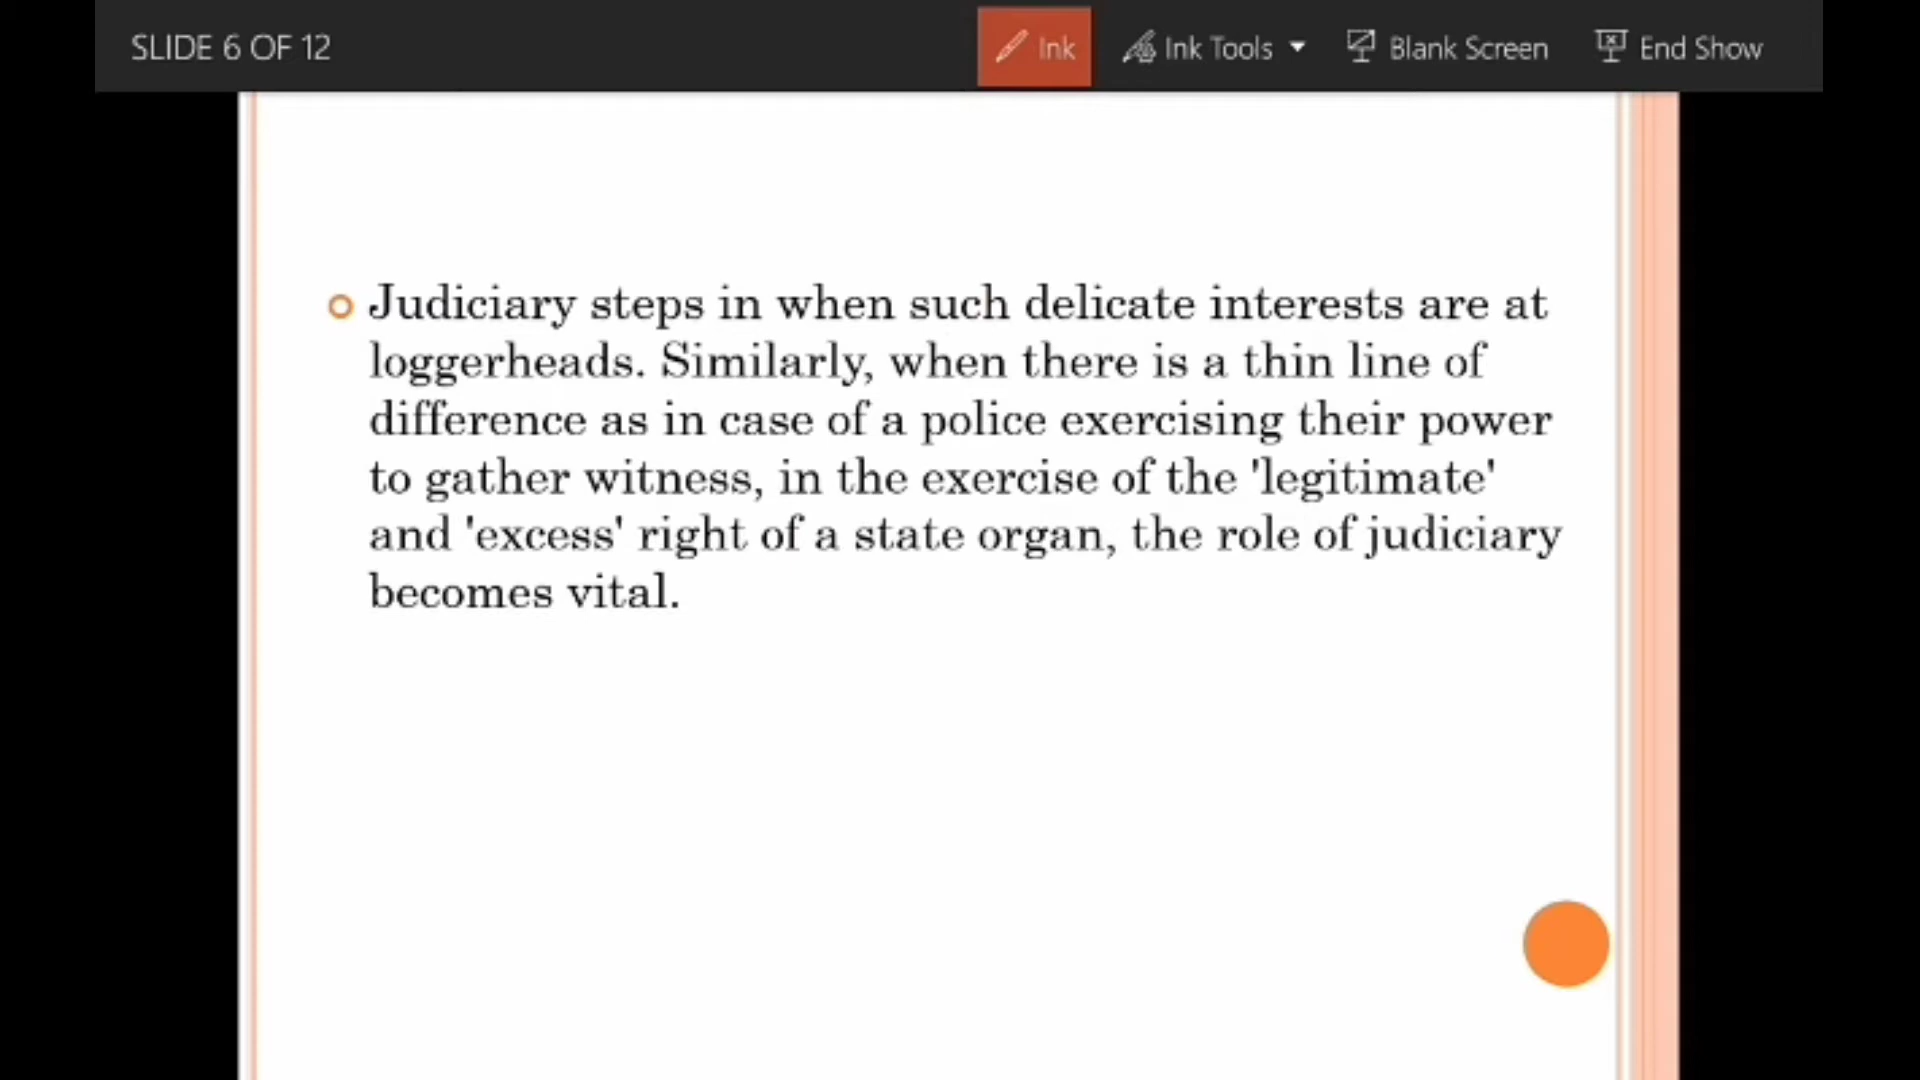 SLIDE 6 OF 12
Ink
Ink Tools
Blank Screen
End Show
Judiciary steps in when such delicate interests are at
loggerheads. Similarly, when there is a thin line of
difference as in case of a police exercising their power
to gather witness, in the exercise of the 'legitimate'
and 'excess' right of a state organ, the role of judiciary
becomes vital.